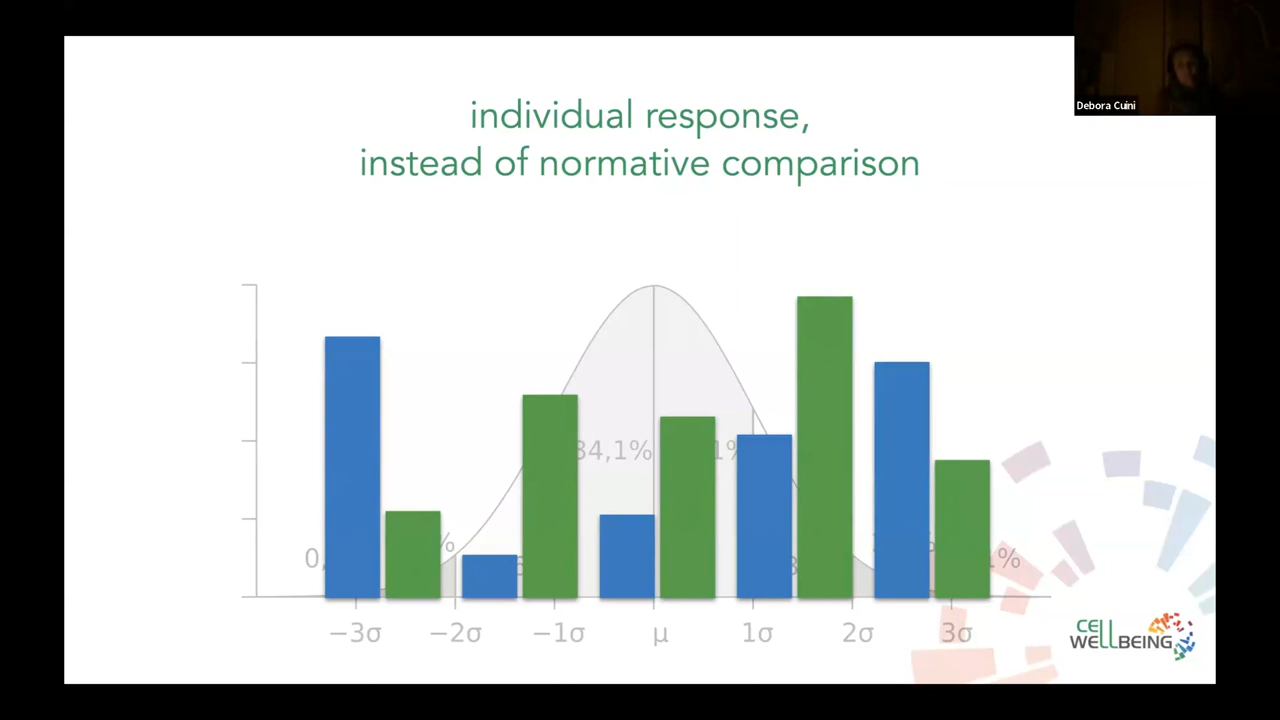 Debora Cuini
individual response,
instead of normative comparison
34,1%
−3σ −2σ −1σ μ 1σ 2σ 3σ
CELL
WELLBEING